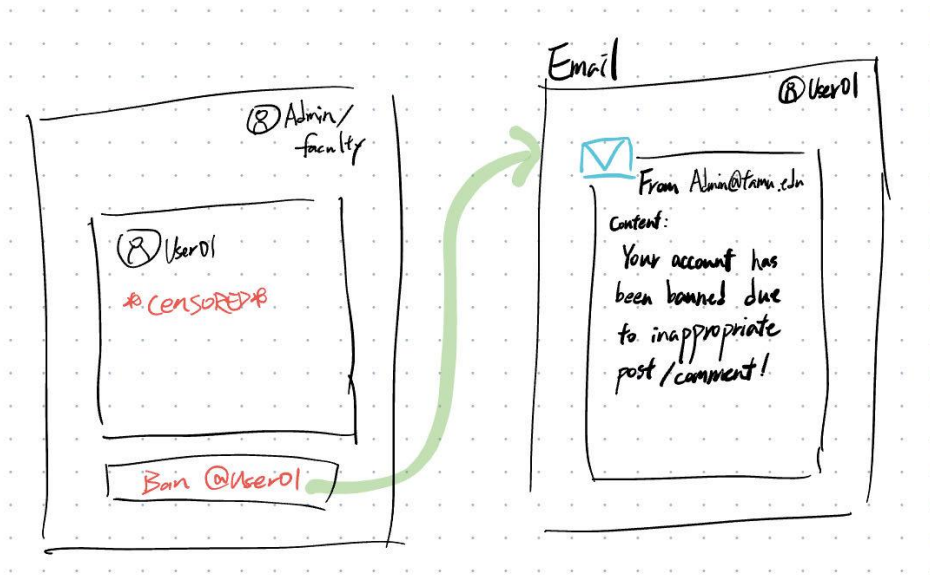 Admin/
faculty
User01
*CENSORED*
Ban @User01
Email
User01
From Admin@tamu.edu
Content:
Your account has
been banned due
to inappropriate
post/comment!